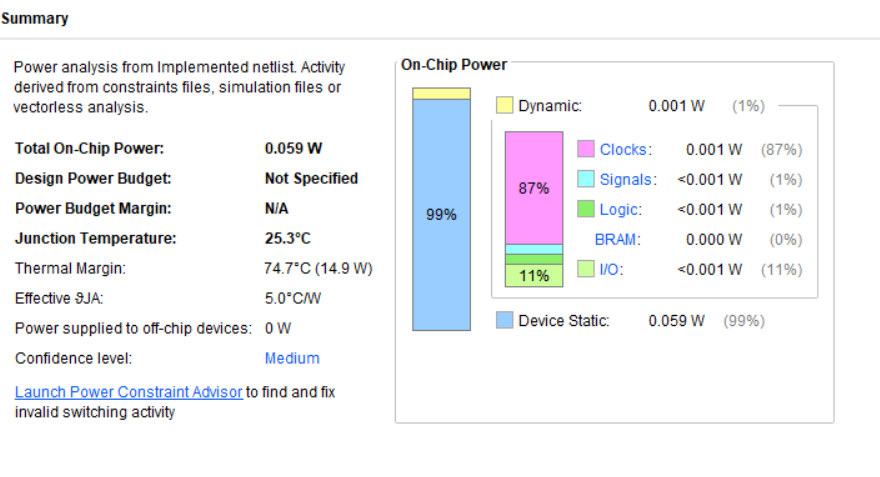 Summary
Power analysis from Implemented netlist. Activity
derived from constraints files, simulation files or
vectorless analysis.
Total On-Chip Power: 0.059 W
Design Power Budget: Not Specified
Power Budget Margin: N/A
Junction Temperature: 25.3°C
Thermal Margin: 74.7°C (14.9 W)
Effective ϑJA: 5.0°C/W
Power supplied to off-chip devices: 0 W
Confidence level: Medium
Launch Power Constraint Advisor to find and fix
invalid switching activity
On-Chip Power
99%
Dynamic: 0.001 W (1%)
87%
11%
Clocks: 0.001 W (87%)
Signals: <0.001 W (1%)
Logic: <0.001 W (1%)
BRAM: 0.000 W (0%)
I/O: <0.001 W (11%)
Device Static: 0.059 W (99%)